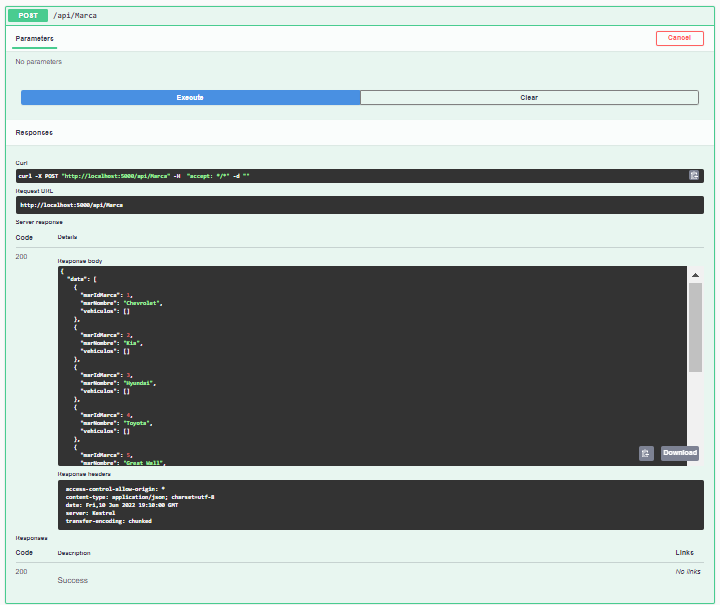 POST /api/Marca
Parameters
Cancel
No parameters
Execute
Clear
Responses
Curl
curl -X POST "http://localhost:5000/api/Marca" -H "accept: */*" -d ""
Request URL
http://localhost:5000/api/Marca
Server response
Code Details
200
Response body
{
"data": [
{
"marIdMarca": 1,
"marNombre": "Chevrolet",
"vehiculos": []
},
{
"marIdMarca": 2,
"marNombre": "Kia",
"vehiculos": []
},
{
"marIdMarca": 3,
"marNombre": "Hyundai",
"vehiculos": []
},
{
"marIdMarca": 4,
"marNombre": "Toyota",
"vehiculos": []
},
{
"marIdMarca": 5,
"marNombre": "Great Wall",
Download
Response headers
access-control-allow-origin: *
content-type: application/json; charset=utf-8
date: Fri,10 Jun 2022 19:10:00 GMT
server: Kestrel
transfer-encoding: chunked
Responses
Code Description Links
200 Success No links